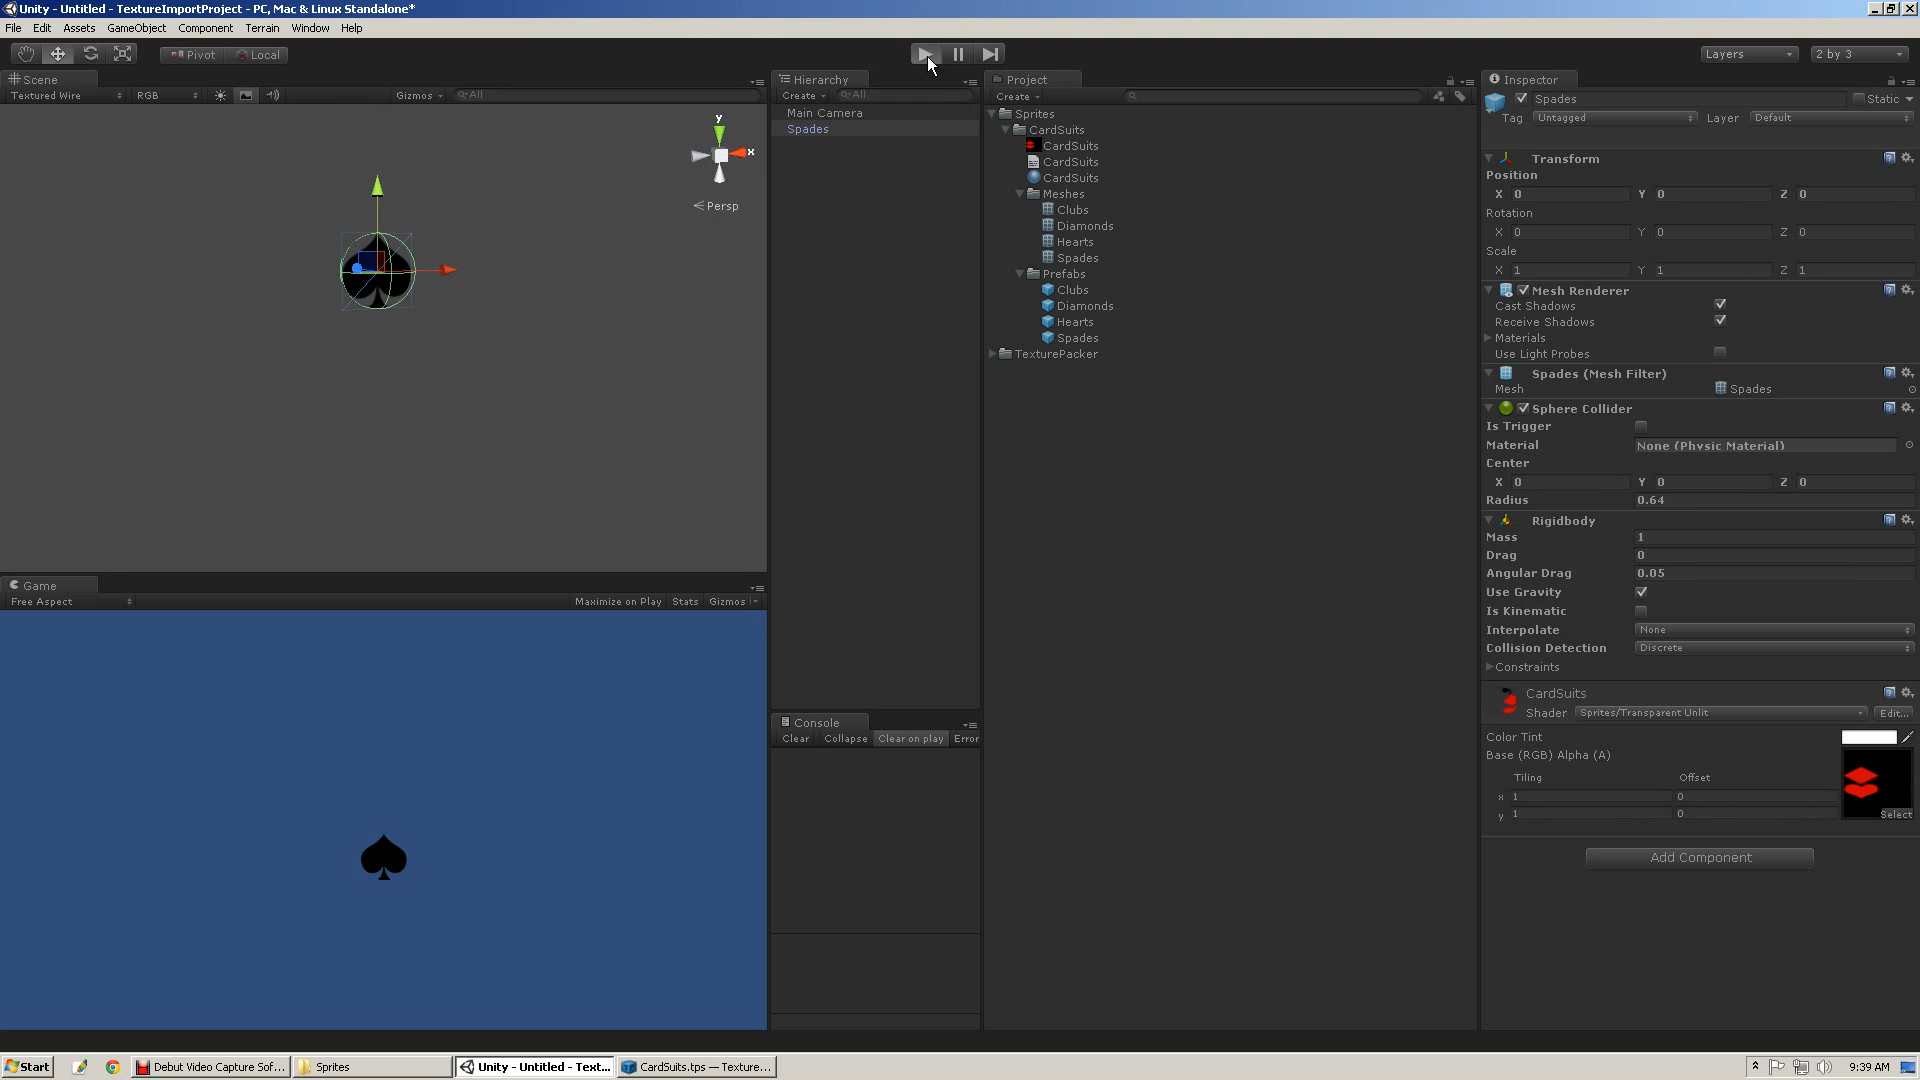 Unity - Untitled - TextureImportProject - PC, Mac & Linux Standalone*
File Edit Assets GameObject Component Terrain Window Help
Pivot Local Layers 2 by 3
Scene
Textured Wire RGB Gizmos All
y
x
Persp
Game
Free Aspect Maximize on Play Stats Gizmos
Hierarchy
Create All
Main Camera
Spades
Console
Clear Collapse Clear on play Error
Project
Create
Sprites
CardSuits
CardSuits
CardSuits
CardSuits
Meshes
Clubs
Diamonds
Hearts
Spades
Prefabs
Clubs
Diamonds
Hearts
Spades
TexturePacker
Inspector
Spades Static
Tag Untagged Layer Default
Transform
Position
X 0 Y 0 Z 0
Rotation
X 0 Y 0 Z 0
Scale
X 1 Y 1 Z 1
Mesh Renderer
Cast Shadows
Receive Shadows
Materials
Use Light Probes
Spades (Mesh Filter)
Mesh Spades
Sphere Collider
Is Trigger
Material None (Physic Material)
Center
X 0 Y 0 Z 0
Radius 0.64
Rigidbody
Mass 1
Drag 0
Angular Drag 0.05
Use Gravity
Is Kinematic
Interpolate None
Collision Detection Discrete
Constraints
CardSuits
Shader Sprites/Transparent Unlit Edit...
Color Tint
Base (RGB) Alpha (A)
Tiling Offset
x 1 0
y 1 0
Select
Add Component
Start Debut Video Capture Sof... Sprites Unity - Untitled - Text... CardSuits.tps — Texture... 9:39 AM